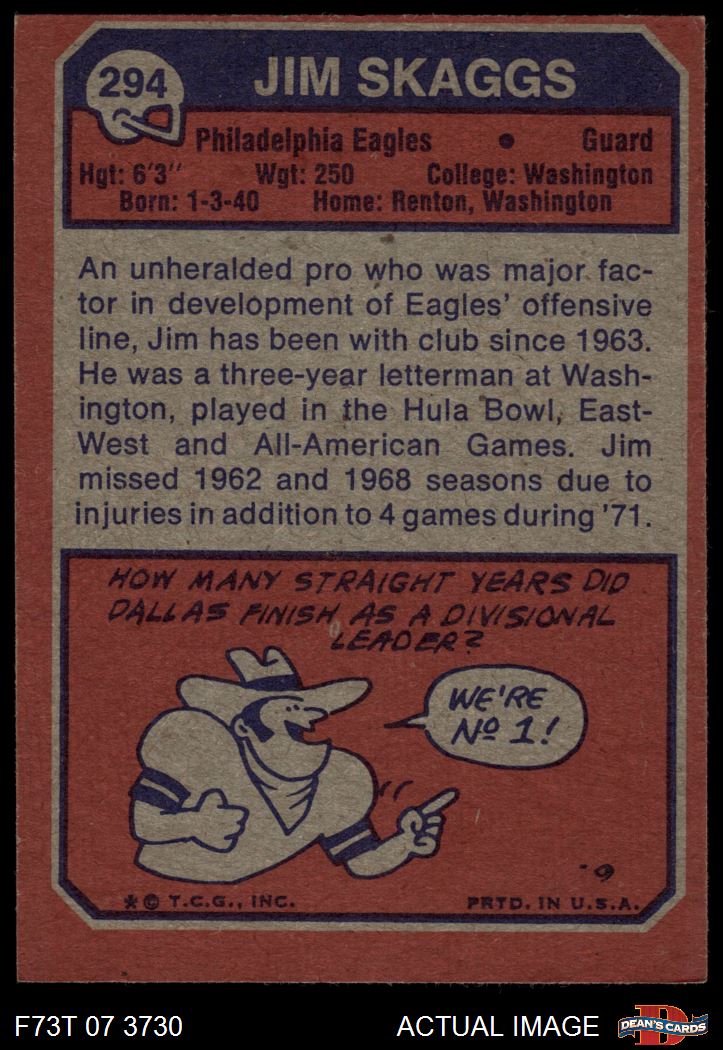 294
JIM SKAGGS
Philadelphia Eagles • Guard
Hgt: 6'3" Wgt: 250 College: Washington
Born: 1-3-40 Home: Renton, Washington
An unheralded pro who was major fac-
tor in development of Eagles' offensive
line, Jim has been with club since 1963.
He was a three-year letterman at Wash-
ington, played in the Hula Bowl, East-
West and All-American Games. Jim
missed 1962 and 1968 seasons due to
injuries in addition to 4 games during '71.
HOW MANY STRAIGHT YEARS DID
DALLAS FINISH AS A DIVISIONAL
LEADER?
WE'RE
Nº 1!
* © T.C.G., INC. PRTD. IN U.S.A.
F73T 07 3730 ACTUAL IMAGE
D
DEAN'S CARDS